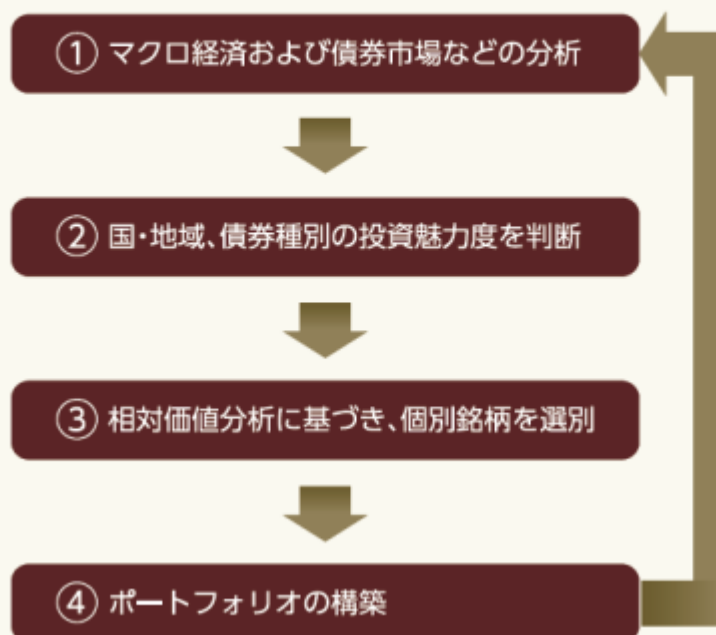 ① マクロ経済および債券市場などの分析
② 国・地域、債券種別の投資魅力度を判断
③ 相対価値分析に基づき、個別銘柄を選別
④ ポートフォリオの構築